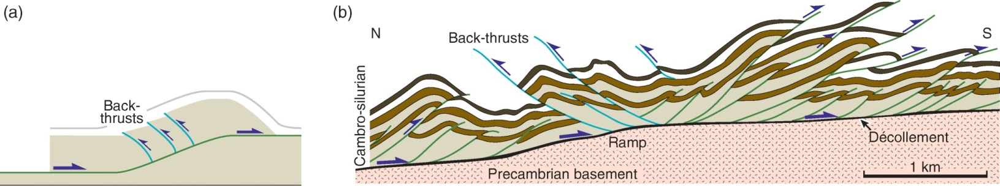 (a)
Back-
thrusts
(b)
N
Back-thrusts
S
Cambro-silurian
Ramp
Décollement
Precambrian basement
1 km